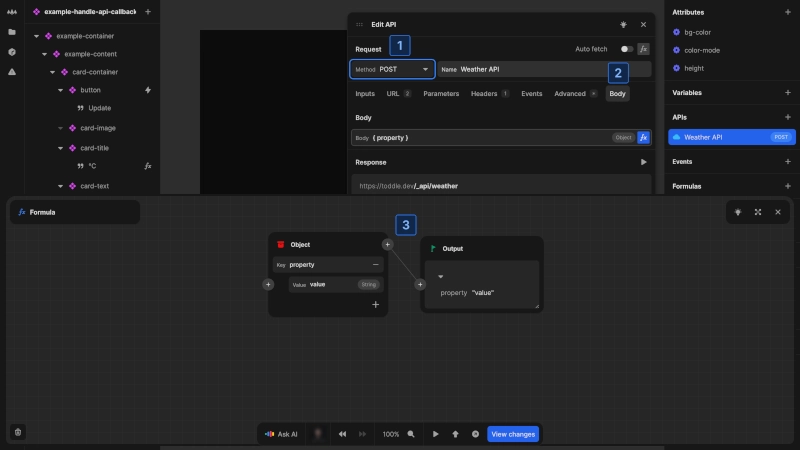 example-handle-api-callback
example-container
example-content
card-container
button
Update
card-image
card-title
°C
card-text
Edit API
Request
1
Auto fetch
Method POST
Name Weather API
2
Inputs URL 2 Parameters Headers 1 Events Advanced Body
Body
Body { property } Object
Response
https://toddle.dev/_api/weather
Attributes
bg-color
color-mode
height
Variables
APIs
Weather API POST
Events
Formulas
Formula
3
Object
Key property
Value value String
Output
property "value"
Ask AI 100% View changes